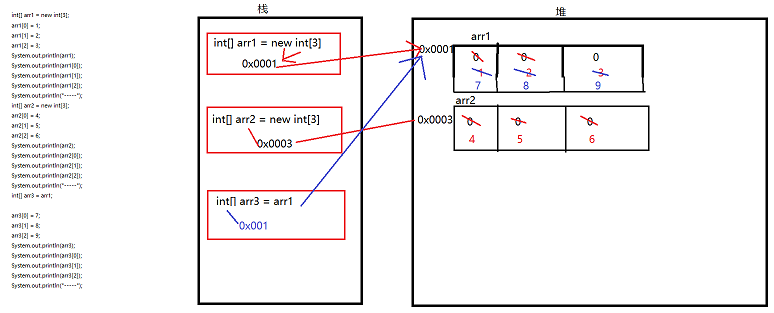 int[] arr1 = new int[3];
arr1[0] = 1;
arr1[1] = 2;
arr1[2] = 3;
System.out.println(arr1);
System.out.println(arr1[0]);
System.out.println(arr1[1]);
System.out.println(arr1[2]);
System.out.println("-----");
int[] arr2 = new int[3];
arr2[0] = 4;
arr2[1] = 5;
arr2[2] = 6;
System.out.println(arr2);
System.out.println(arr2[0]);
System.out.println(arr2[1]);
System.out.println(arr2[2]);
System.out.println("-----");
int[] arr3 = arr1;
arr3[0] = 7;
arr3[1] = 8;
arr3[2] = 9;
System.out.println(arr3);
System.out.println(arr3[0]);
System.out.println(arr3[1]);
System.out.println(arr3[2]);
System.out.println("-----");
栈
int[] arr1 = new int[3]
0x0001
int[] arr2 = new int[3]
0x0003
int[] arr3 = arr1
0x001
堆
arr1
0x0001
0 0 0
1 2 3
7 8 9
arr2
0x0003
0 0 0
4 5 6